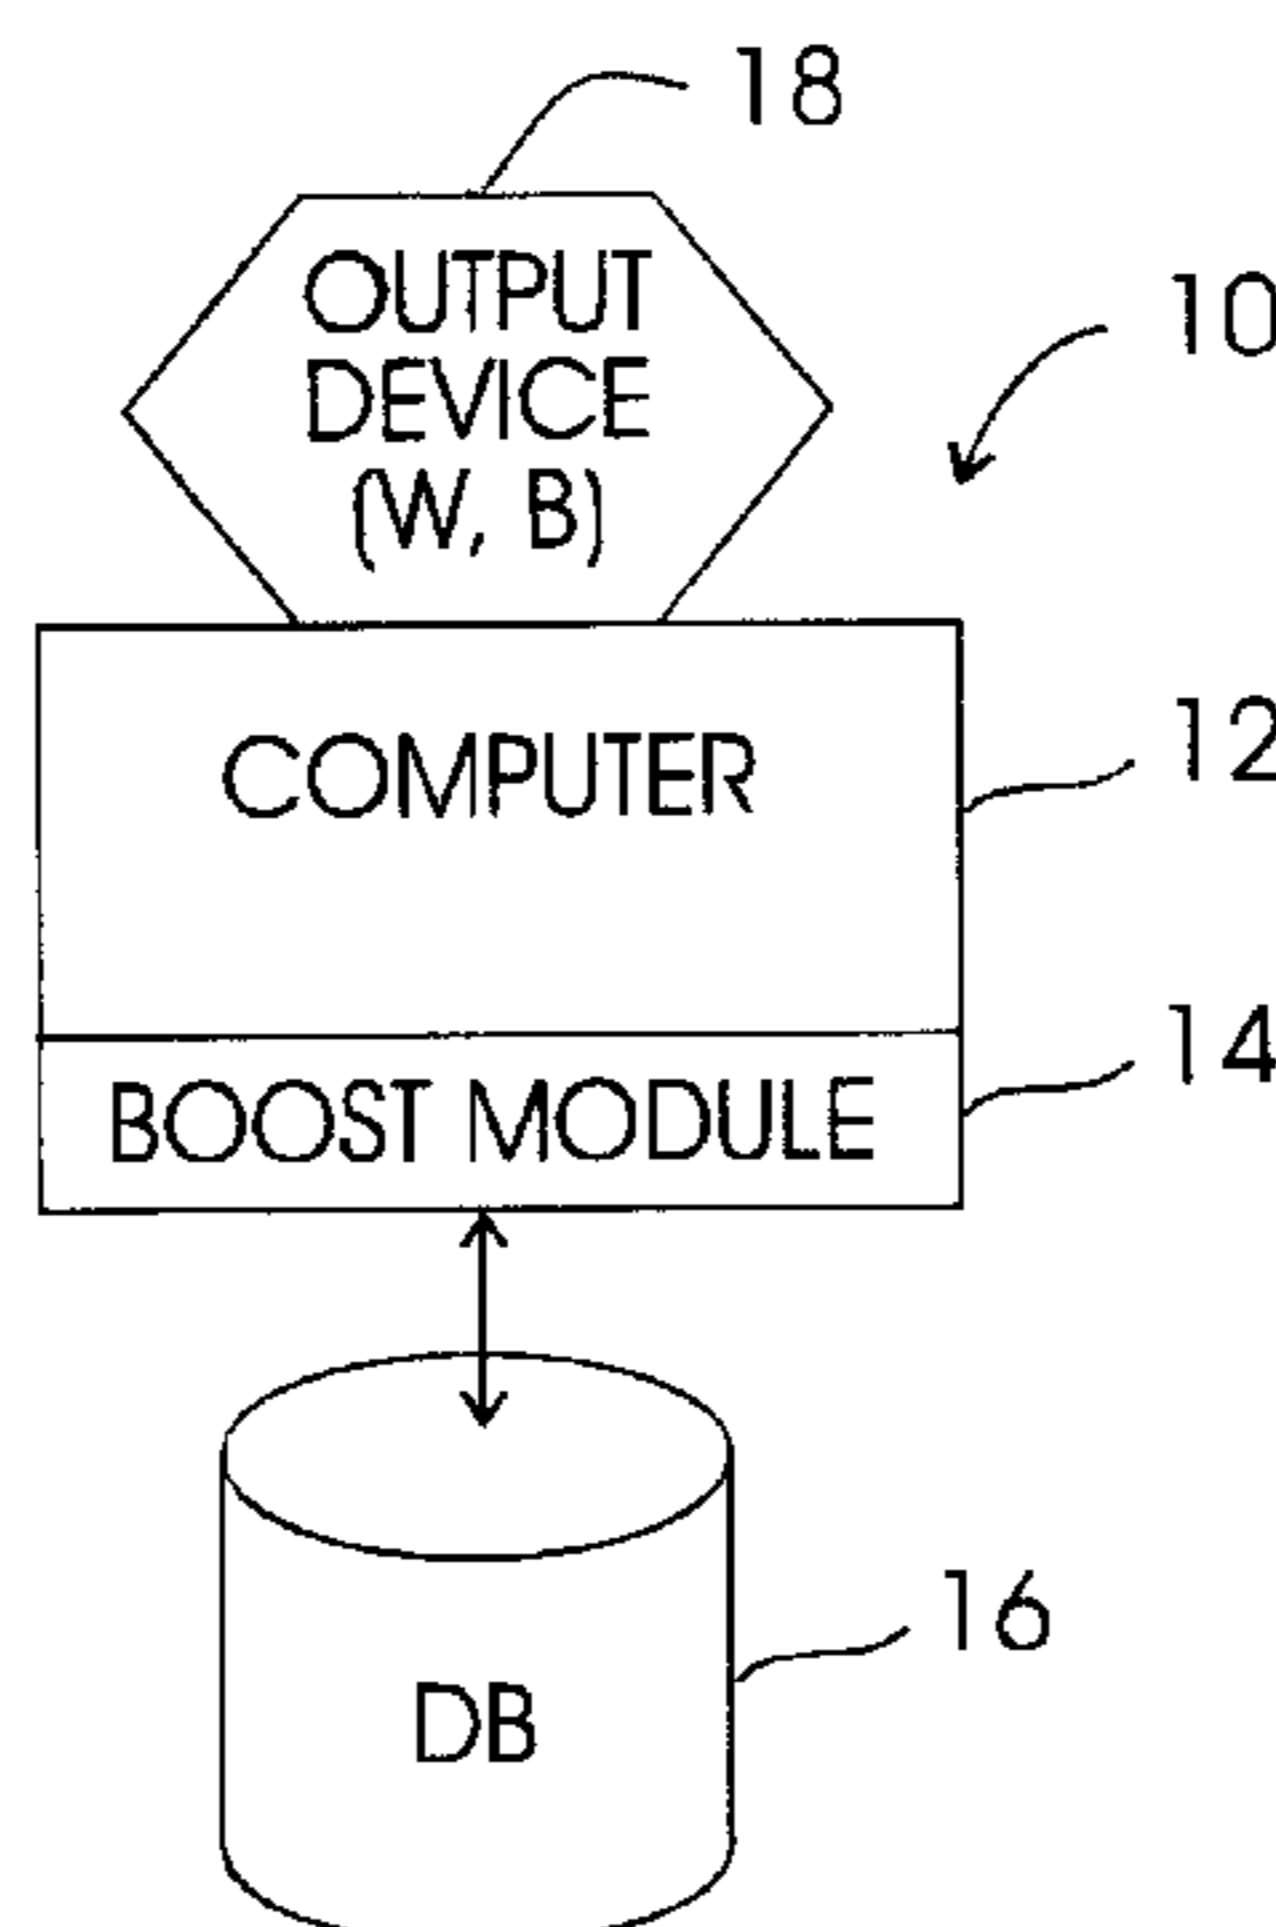 18
OUTPUT
DEVICE
(W, B)
10
COMPUTER
12
BOOST MODULE
14
16
DB